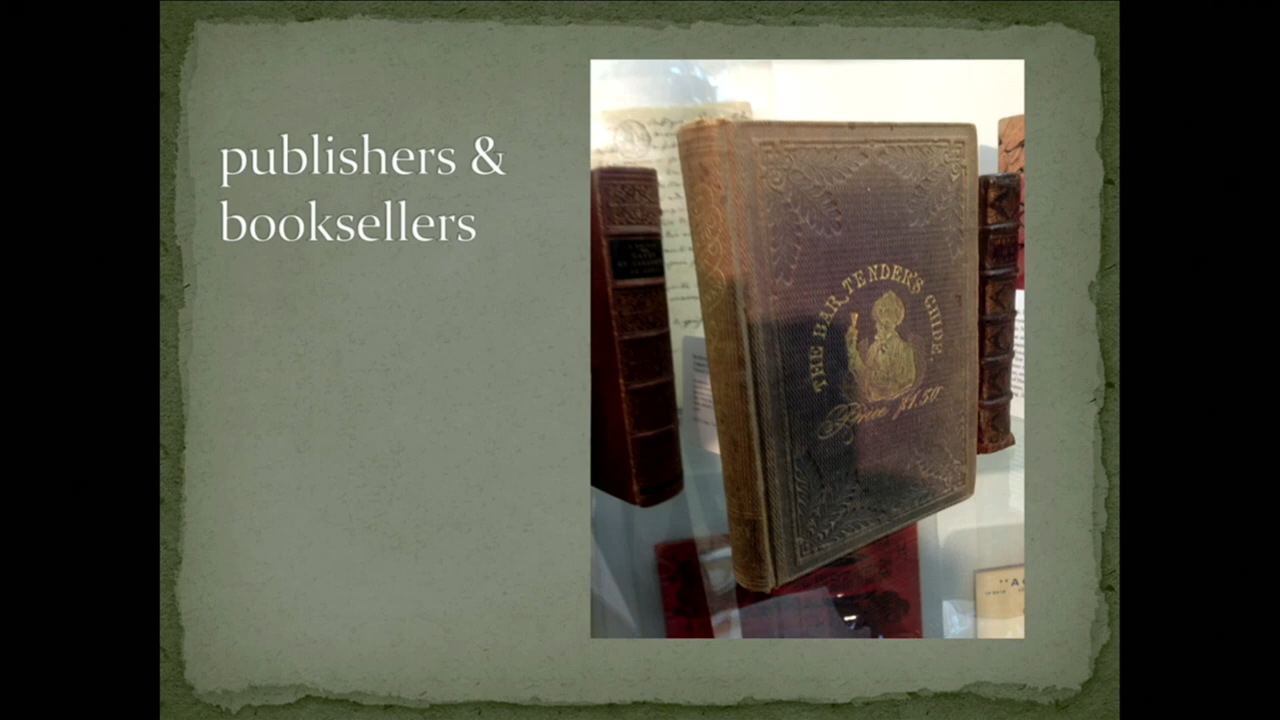 publishers &
booksellers
THE BAR TENDER'S GUIDE.
Price $1.50
"A